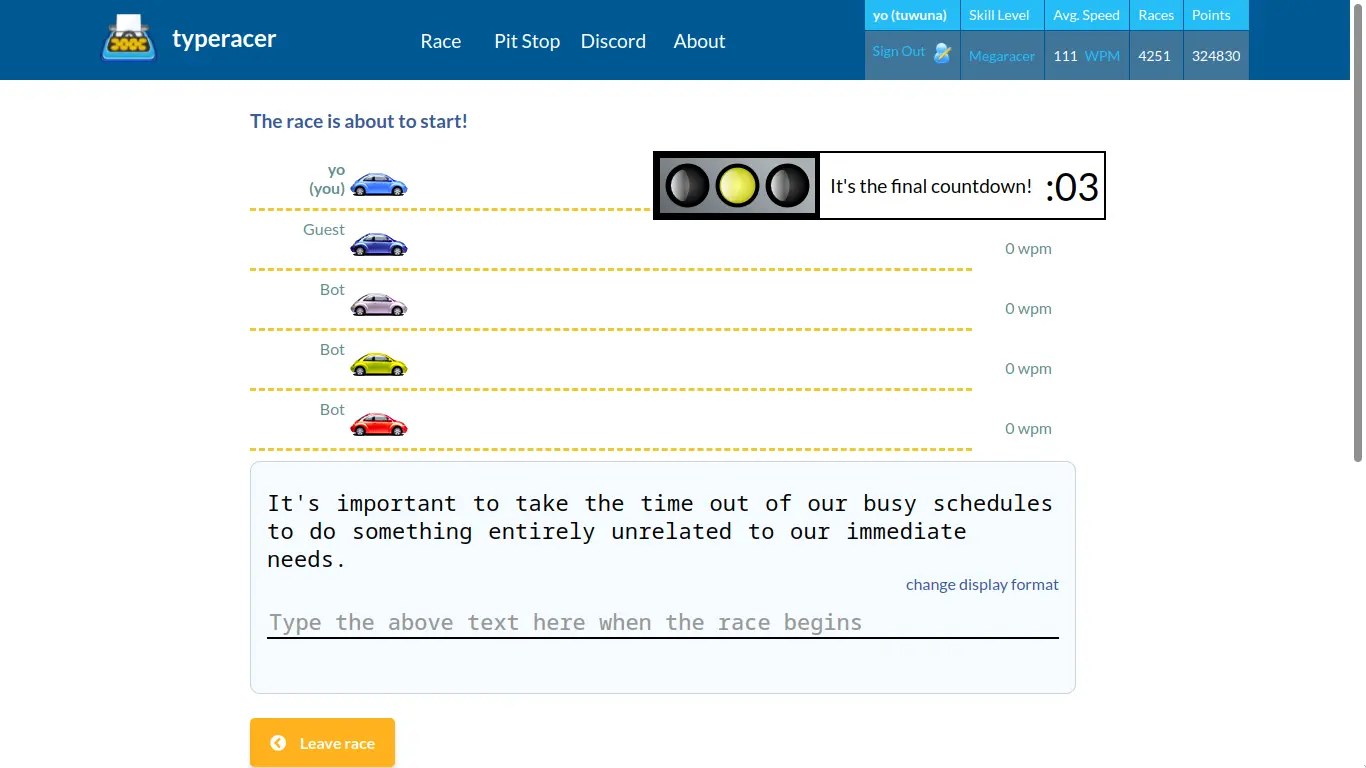 typeracer
Race Pit Stop Discord About
yo (tuwuna) Skill Level Avg. Speed Races Points
Sign Out Megaracer 111 WPM 4251 324830
The race is about to start!
yo
(you)
It's the final countdown! :03
Guest
0 wpm
Bot
0 wpm
Bot
0 wpm
Bot
0 wpm
It's important to take the time out of our busy schedules
to do something entirely unrelated to our immediate
needs.
change display format
Type the above text here when the race begins
Leave race